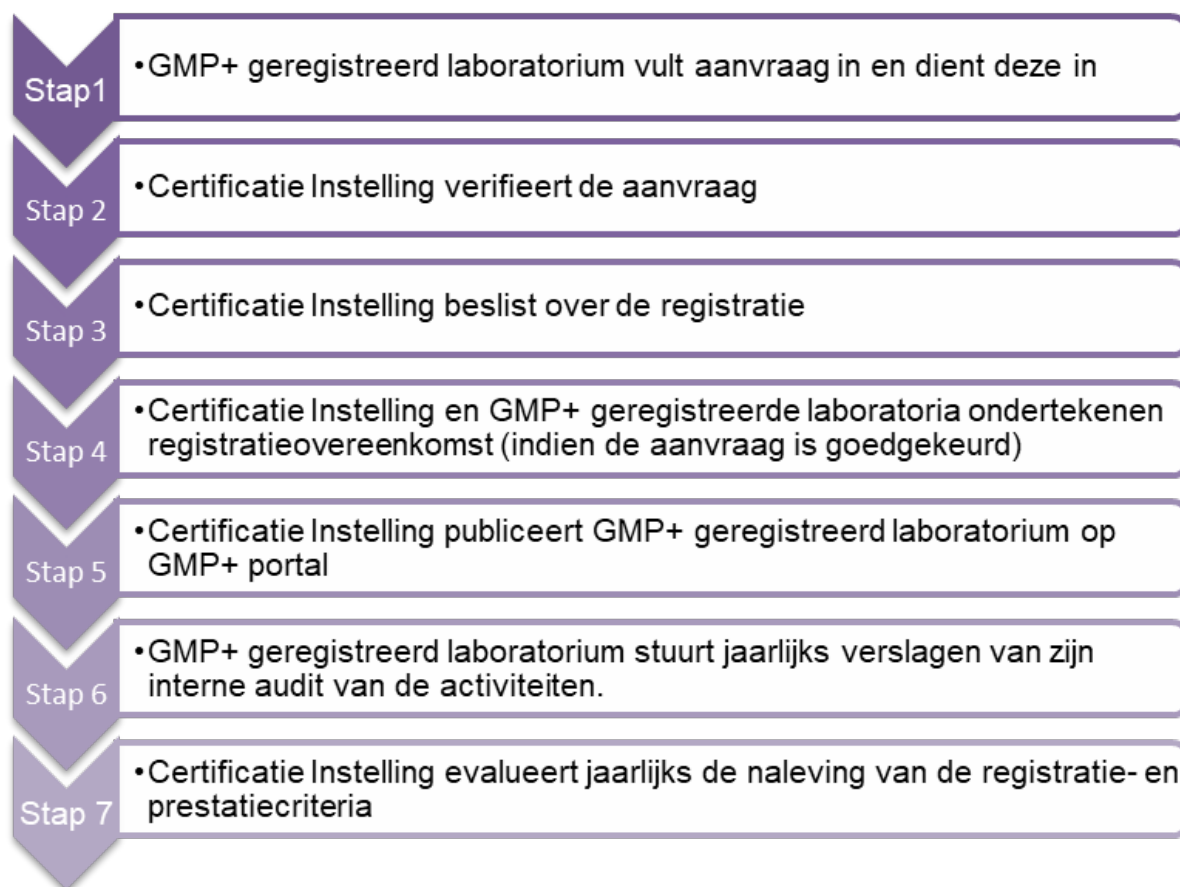 Stap1
•GMP+ geregistreerd laboratorium vult aanvraag in en dient deze in
Stap 2
•Certificatie Instelling verifieert de aanvraag
Stap 3
•Certificatie Instelling beslist over de registratie
Stap 4
•Certificatie Instelling en GMP+ geregistreerde laboratoria ondertekenen
registratieovereenkomst (indien de aanvraag is goedgekeurd)
Stap 5
•Certificatie Instelling publiceert GMP+ geregistreerd laboratorium op
GMP+ portal
Stap 6
•GMP+ geregistreerd laboratorium stuurt jaarlijks verslagen van zijn
interne audit van de activiteiten.
Stap 7
•Certificatie Instelling evalueert jaarlijks de naleving van de registratie- en
prestatiecriteria